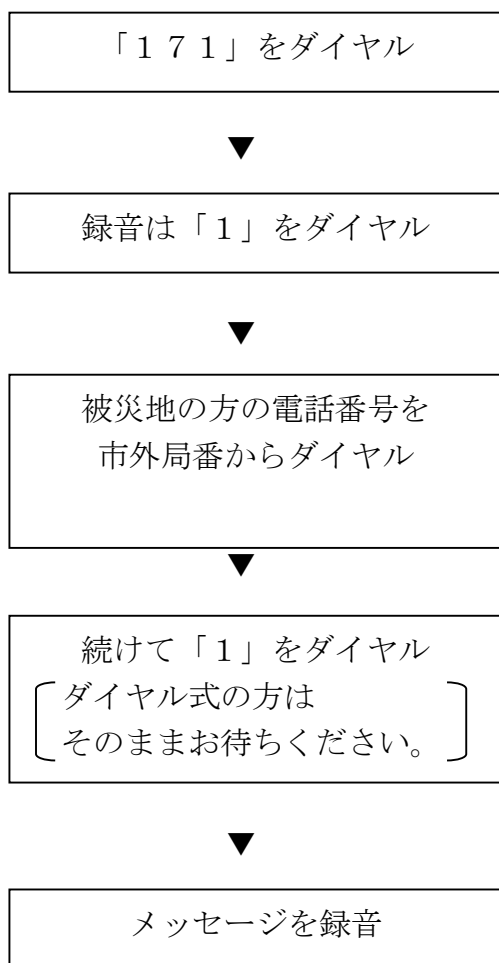 「１７１」をダイヤル
▼
録音は「１」をダイヤル
▼
被災地の方の電話番号を
市外局番からダイヤル
▼
続けて「１」をダイヤル
ダイヤル式の方は
そのままお待ちください。
▼
メッセージを録音